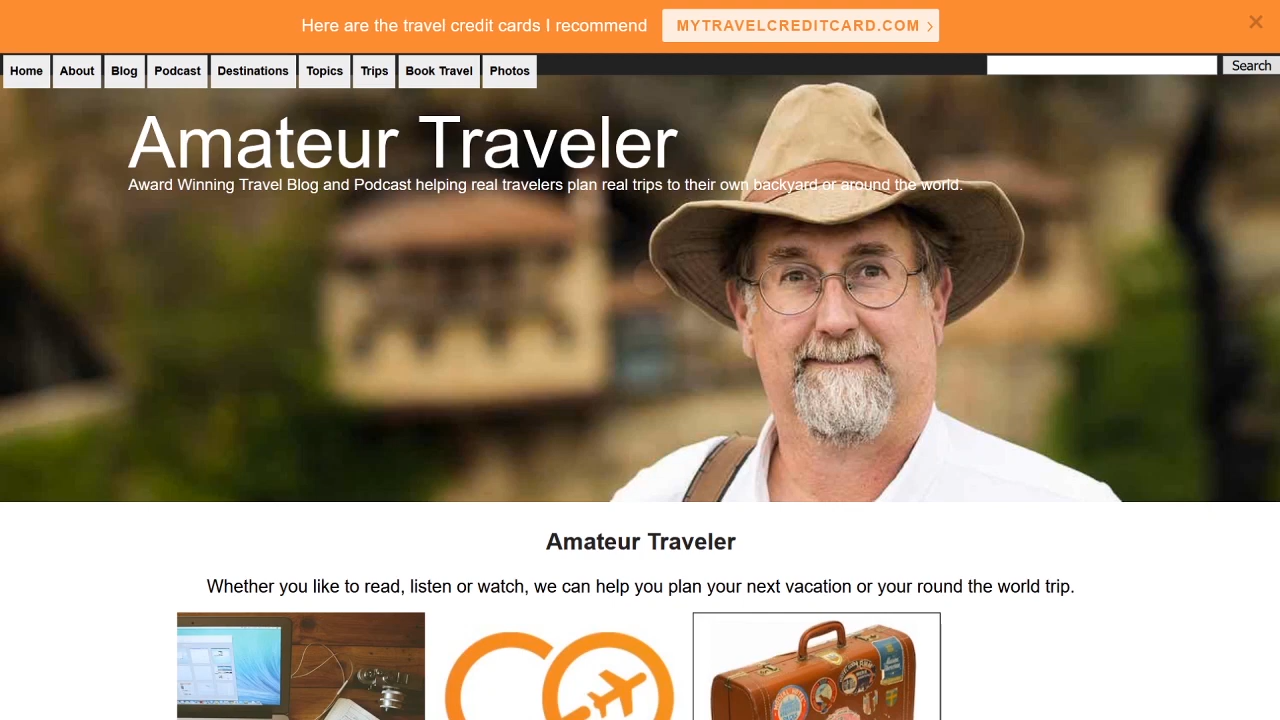 Here are the travel credit cards I recommend
MYTRAVELCREDITCARD.COM
Home About Blog Podcast Destinations Topics Trips Book Travel Photos
Search
Amateur Traveler
Award Winning Travel Blog and Podcast helping real travelers plan real trips to their own backyard or around the world.
Amateur Traveler
Whether you like to read, listen or watch, we can help you plan your next vacation or your round the world trip.